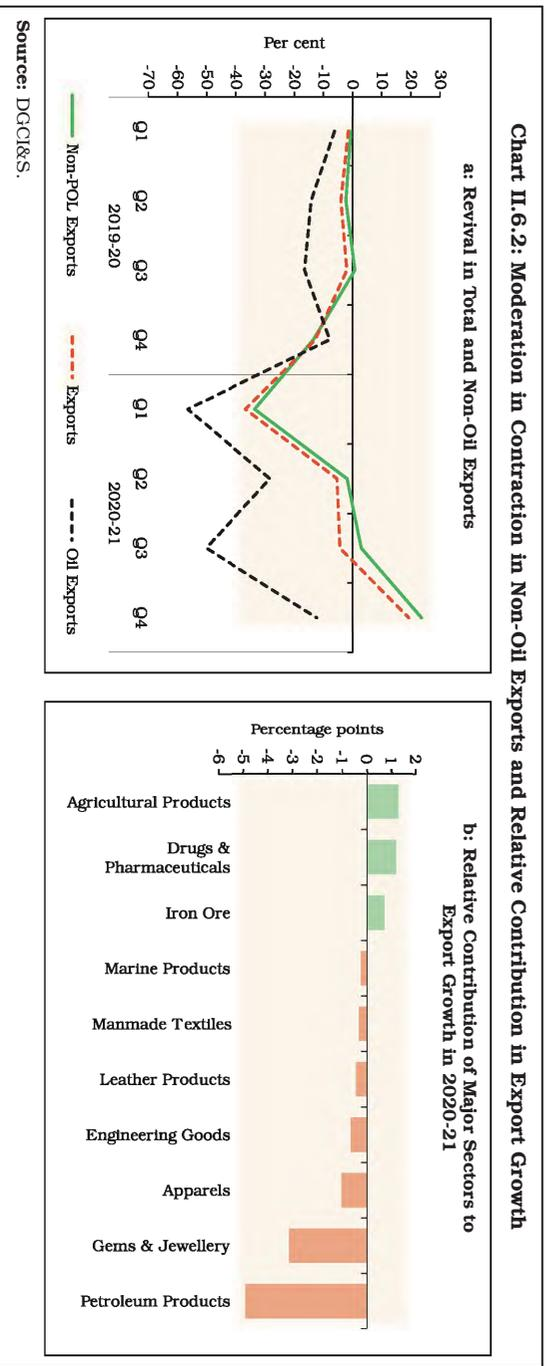 Chart II.6.2: Moderation in Contraction in Non-Oil Exports and Relative Contribution in Export Growth
a: Revival in Total and Non-Oil Exports
Per cent
30
20
10
0
-10
-20
-30
-40
-50
-60
-70
Q1
Q2
Q3
Q4
Q1
Q2
Q3
Q4
2019-20
2020-21
Non-POL Exports
Exports
Oil Exports
b: Relative Contribution of Major Sectors to
Export Growth in 2020-21
Percentage points
2
1
0
-1
-2
-3
-4
-5
-6
Agricultural Products
Drugs &
Pharmaceuticals
Iron Ore
Marine Products
Manmade Textiles
Leather Products
Engineering Goods
Apparels
Gems & Jewellery
Petroleum Products
Source: DGCI&S.